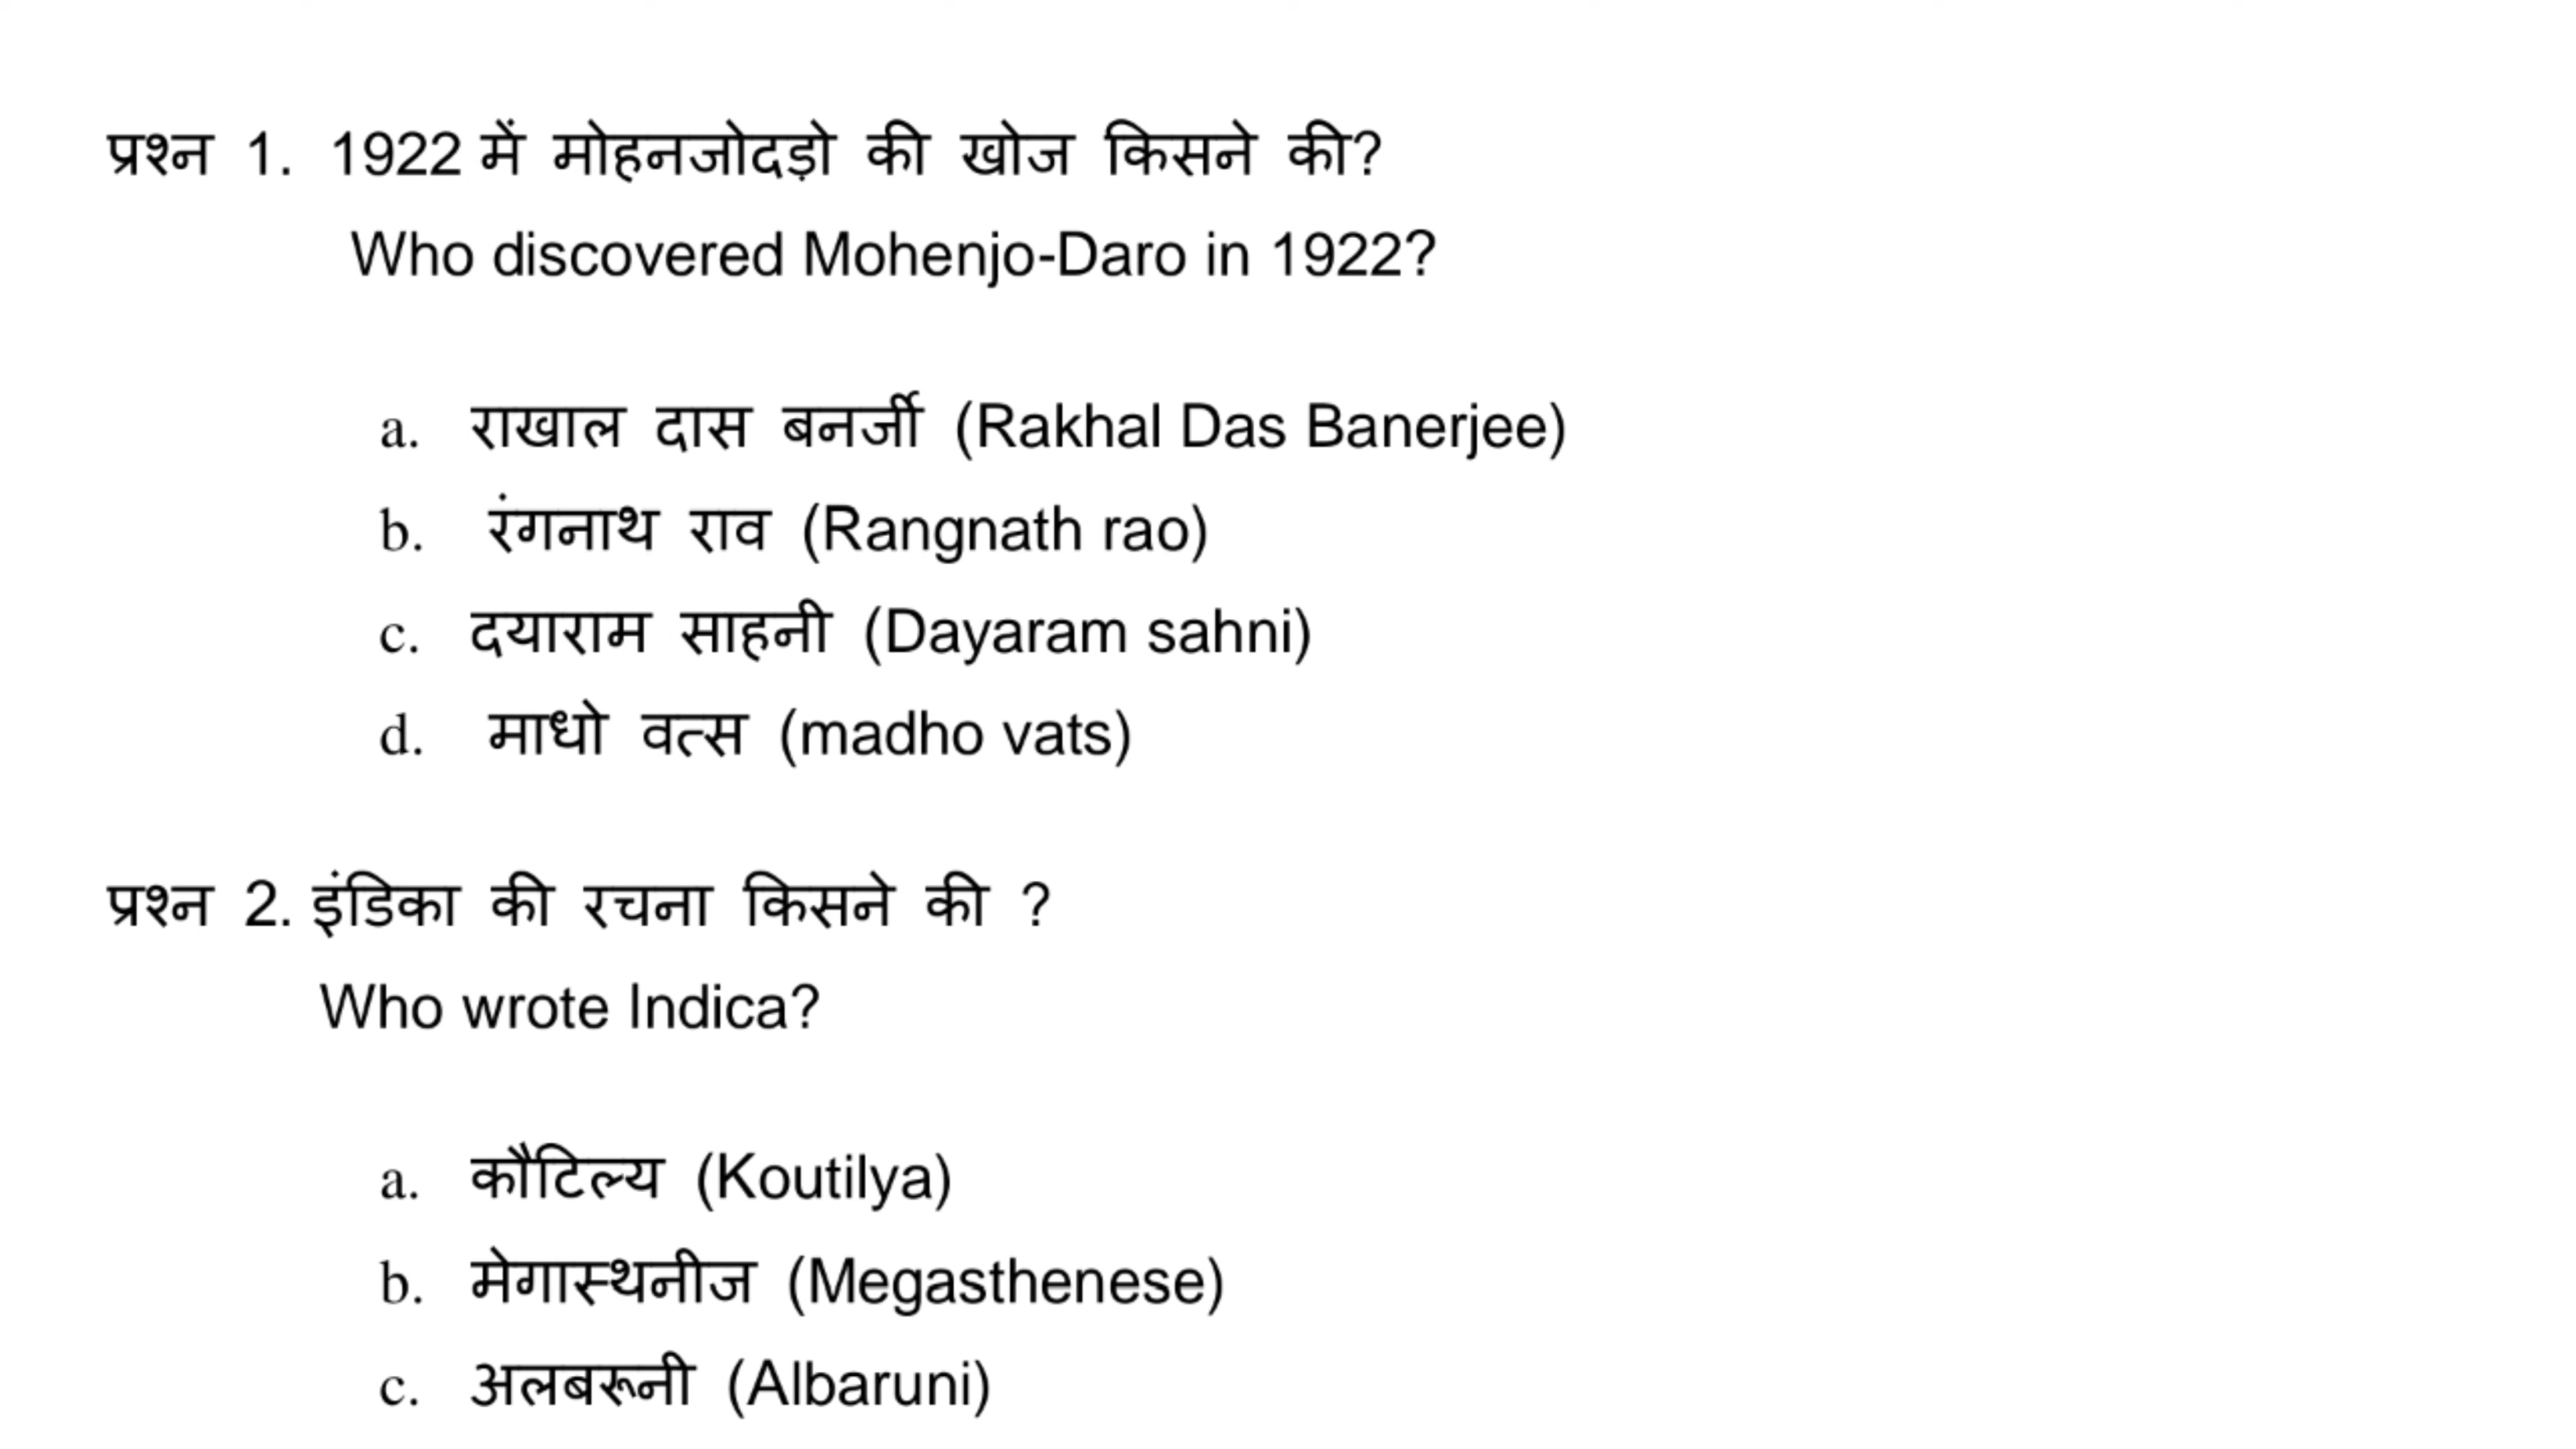 प्रश्न 1. 1922 में मोहनजोदड़ो की खोज किसने की?
Who discovered Mohenjo-Daro in 1922?
a. राखाल दास बनर्जी (Rakhal Das Banerjee)
b. रंगनाथ राव (Rangnath rao)
c. दयाराम साहनी (Dayaram sahni)
d. माधो वत्स (madho vats)
प्रश्न 2. इंडिका की रचना किसने की ?
Who wrote Indica?
a. कौटिल्य (Koutilya)
b. मेगास्थनीज (Megasthenese)
c. अलबरूनी (Albaruni)